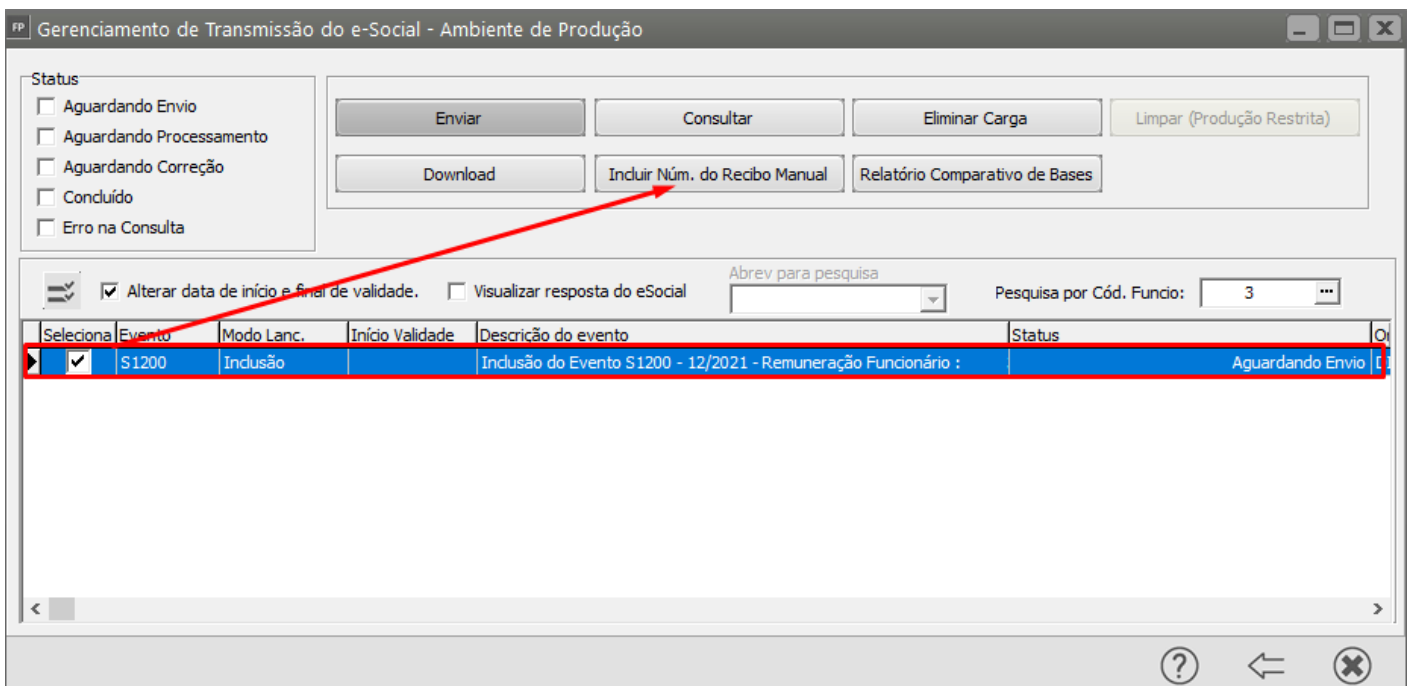 FP Gerenciamento de Transmissão do e-Social - Ambiente de Produção
Status
Aguardando Envio
Aguardando Processamento
Aguardando Correção
Concluído
Erro na Consulta
Enviar Consultar Eliminar Carga Limpar (Produção Restrita)
Download Incluir Núm. do Recibo Manual Relatório Comparativo de Bases
Alterar data de início e final de validade. Visualizar resposta do eSocial Abrev para pesquisa Pesquisa por Cód. Funcio: 3 ...
Seleciona Evento Modo Lanc. Início Validade Descrição do evento Status
S1200 Inclusão Inclusão do Evento S1200 - 12/2021 - Remuneração Funcionário : Aguardando Envio